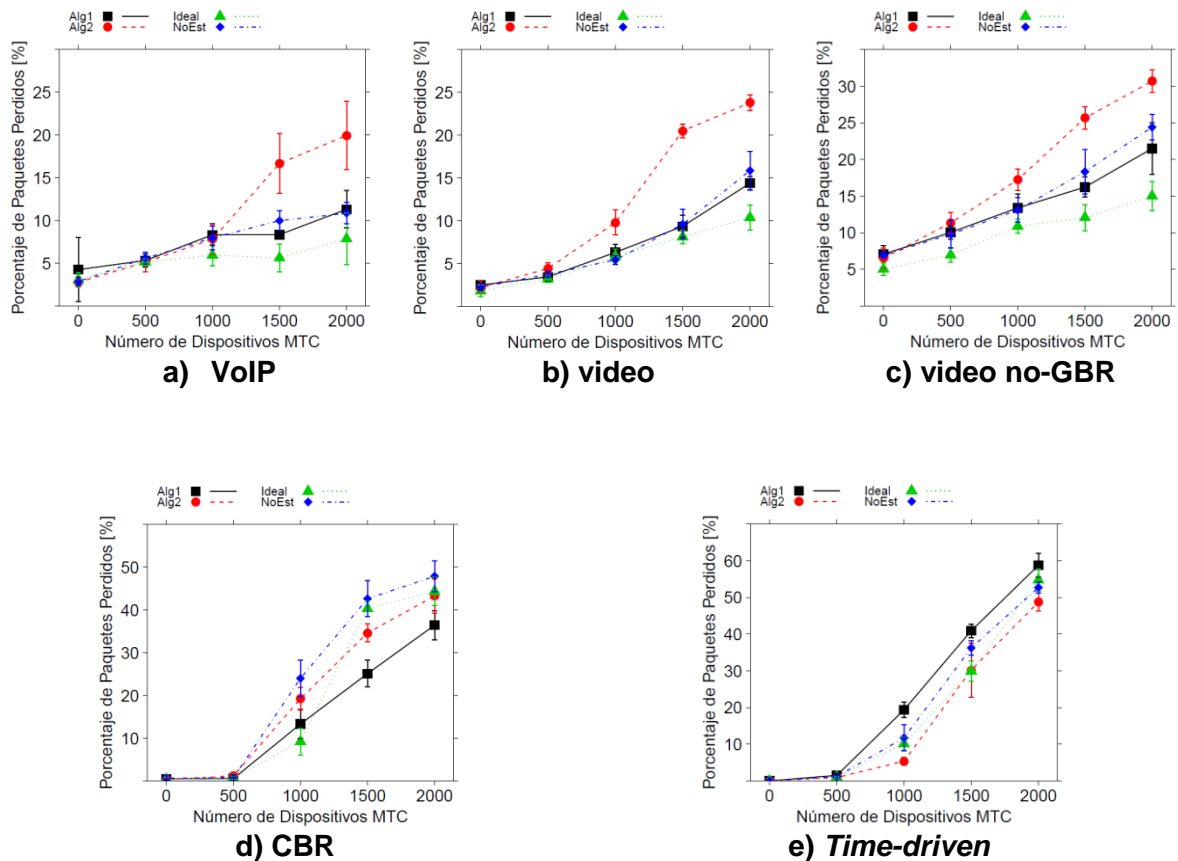 Alg1 Ideal
Alg2 NoEst
Porcentaje de Paquetes Perdidos [%]
25
20
15
10
5
0 500 1000 1500 2000
Número de Dispositivos MTC
a) VoIP
Alg1 Ideal
Alg2 NoEst
Porcentaje de Paquetes Perdidos [%]
25
20
15
10
5
0 500 1000 1500 2000
Número de Dispositivos MTC
b) video
Alg1 Ideal
Alg2 NoEst
Porcentaje de Paquetes Perdidos [%]
30
25
20
15
10
5
0 500 1000 1500 2000
Número de Dispositivos MTC
c) video no-GBR
Alg1 Ideal
Alg2 NoEst
Porcentaje de Paquetes Perdidos [%]
50
40
30
20
10
0 500 1000 1500 2000
Número de Dispositivos MTC
d) CBR
Alg1 Ideal
Alg2 NoEst
Porcentaje de Paquetes Perdidos [%]
60
50
40
30
20
10
0 500 1000 1500 2000
Número de Dispositivos MTC
e) Time-driven